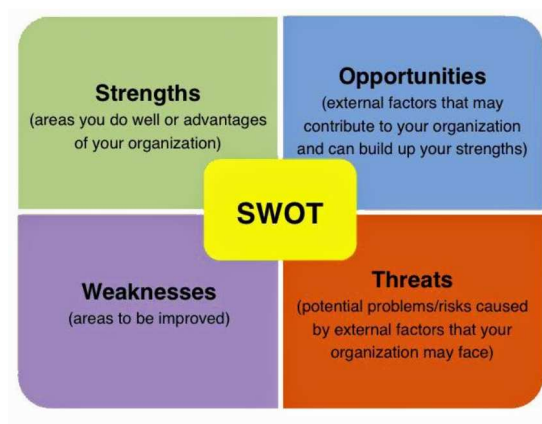 Strengths
(areas you do well or advantages
of your organization)
Opportunities
(external factors that may
contribute to your organization
and can build up your strengths)
SWOT
Weaknesses
(areas to be improved)
Threats
(potential problems/risks caused
by external factors that your
organization may face)